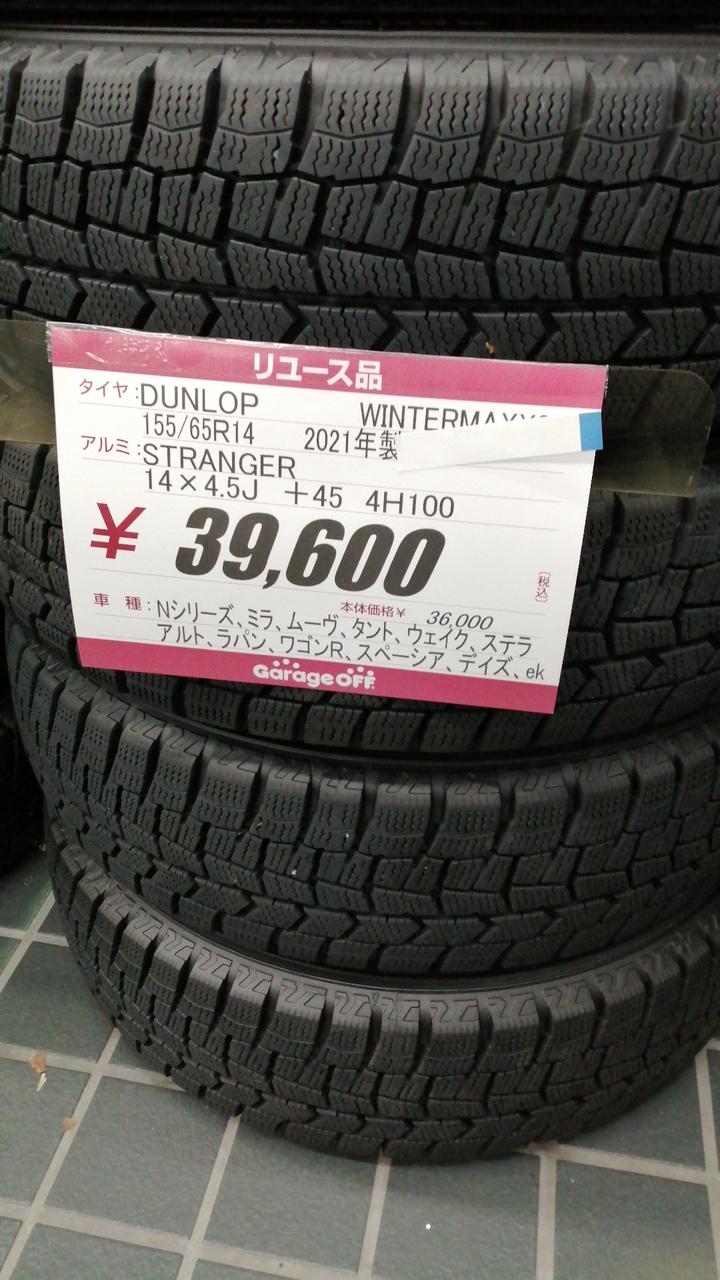 リユース品
タイヤ:DUNLOP
155/65R14 2021年製
アルミ:STRANGER
14×4.5J +45 4H100
¥39,600 (税込)
本体価格¥ 36,000
車 種:Nシリーズ、ミラ、ムーヴ、タント、ウェイク、ステラ
アルト、ラパン、ワゴンR、スペーシア、デイズ、ek
GarageOFF